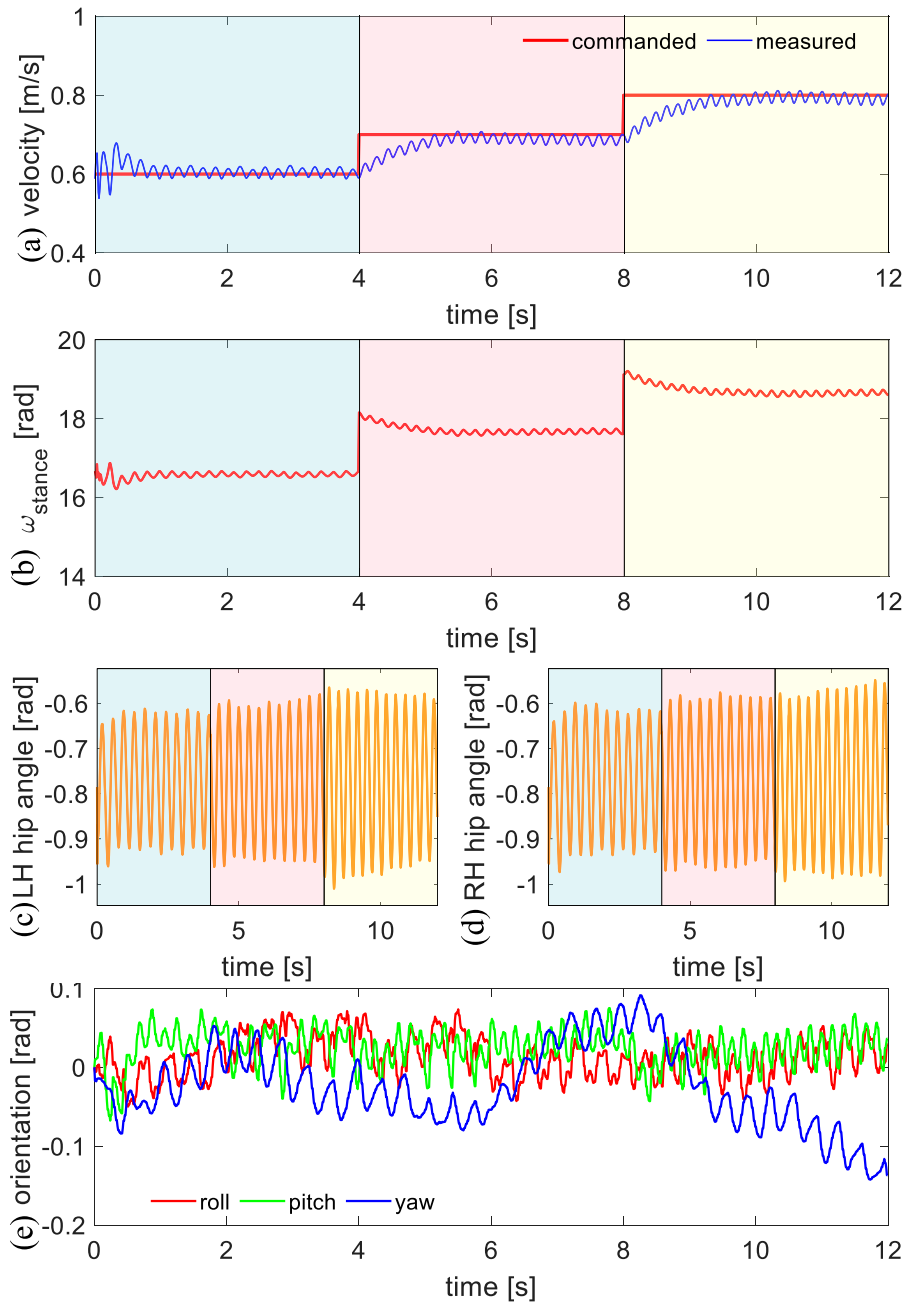 1
commanded measured
0.8
0.6
0.4
(a) velocity [m/s]
0 2 4 6 8 10 12
time [s]
20
18
16
14
(b) ω_stance [rad]
0 2 4 6 8 10 12
time [s]
-0.6
-0.7
-0.8
-0.9
-1
(c) LH hip angle [rad]
0 5 10
time [s]
-0.6
-0.7
-0.8
-0.9
-1
(d) RH hip angle [rad]
0 5 10
time [s]
0.1
0
-0.1
-0.2
(e) orientation [rad]
roll pitch yaw
0 2 4 6 8 10 12
time [s]